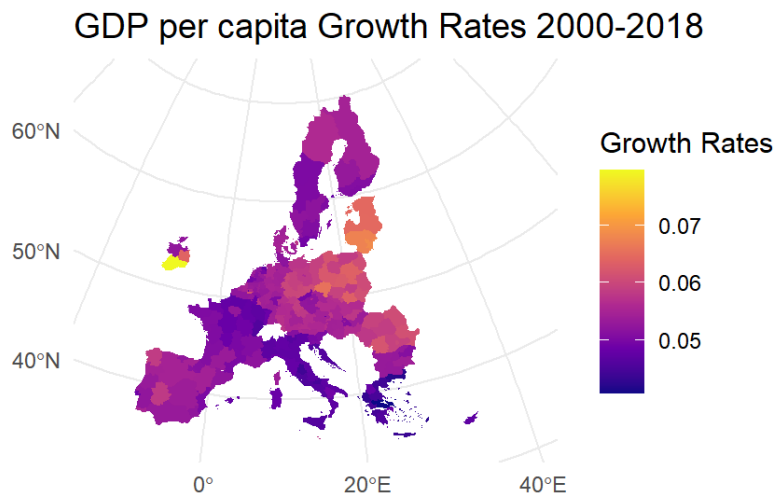 GDP per capita Growth Rates 2000-2018
60°N
50°N
40°N
0°
20°E
40°E
Growth Rates
0.07
0.06
0.05